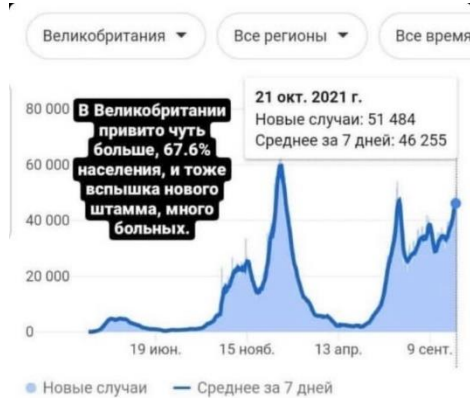 Великобритания
Все регионы
Все время
21 окт. 2021 г.
Новые случаи: 51 484
Среднее за 7 дней: 46 255
80 000
В Великобритании
привито чуть
больше, 67.6%
населения, и тоже
вспышка нового
штамма, много
больных.
60 000
40 000
20 000
0
19 июн.
15 нояб.
13 апр.
9 сент.
Новые случаи
Среднее за 7 дней